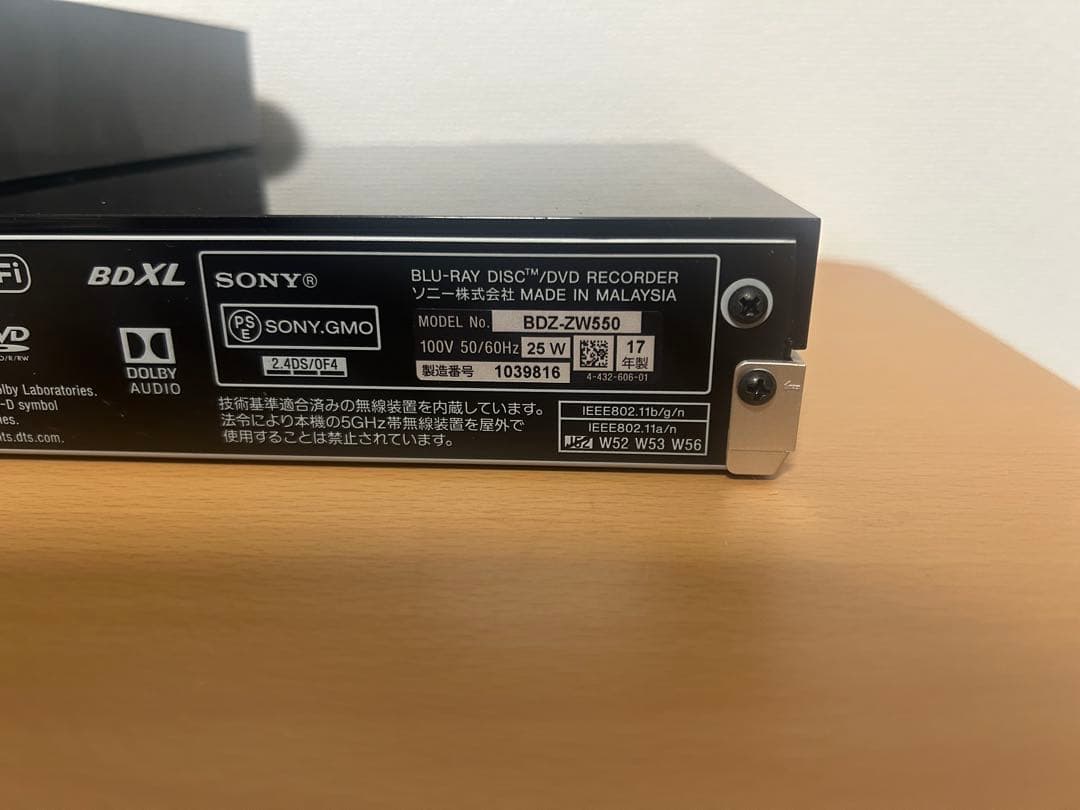 Fi
BDXL
VD
D/R/RW
DOLBY
AUDIO
lby Laboratories.
-D symbol
nes.
ts.dts.com.
SONY®
BLU-RAY DISC™/DVD RECORDER
ソニー株式会社 MADE IN MALAYSIA
PS
E
SONY.GMO
2.4DS/OF4
MODEL No. BDZ-ZW550
100V 50/60Hz 25 W
17
年製
製造番号 1039816
4-432-606-01
技術基準適合済みの無線装置を内蔵しています。
法令により本機の5GHz帯無線装置を屋外で
使用することは禁止されています。
IEEE802.11b/g/n
IEEE802.11a/n
J52 W52 W53 W56